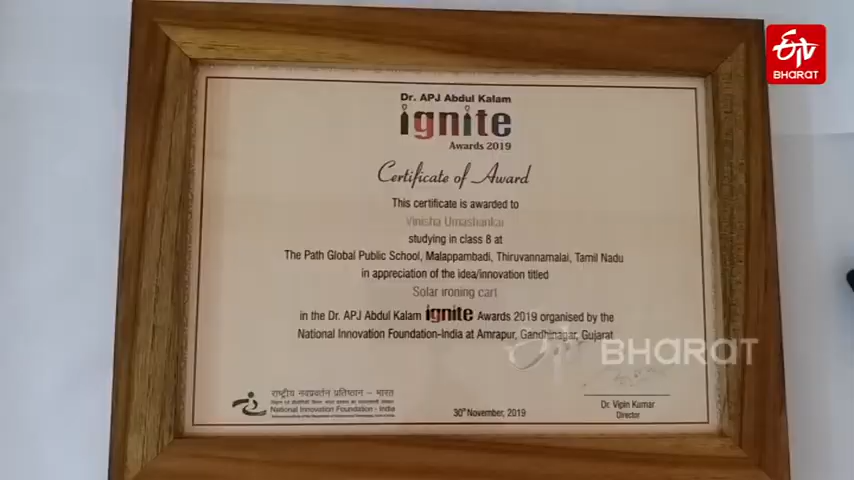 Dr. APJ Abdul Kalam
ignite
Awards 2019
Certificate of Award
This certificate is awarded to
Vinisha Umashankar
studying in class 8 at
The Path Global Public School, Malappambadi, Thiruvannamalai, Tamil Nadu
in appreciation of the idea/innovation titled
Solar ironing cart
in the Dr. APJ Abdul Kalam ignite Awards 2019 organised by the
National Innovation Foundation-India at Amrapur, Gandhinagar, Gujarat
राष्ट्रीय नवप्रवर्तन प्रतिष्ठान – भारत
National Innovation Foundation - India
30th November, 2019
Dr. Vipin Kumar
Director
ETV
BHARAT
ETV BHARAT